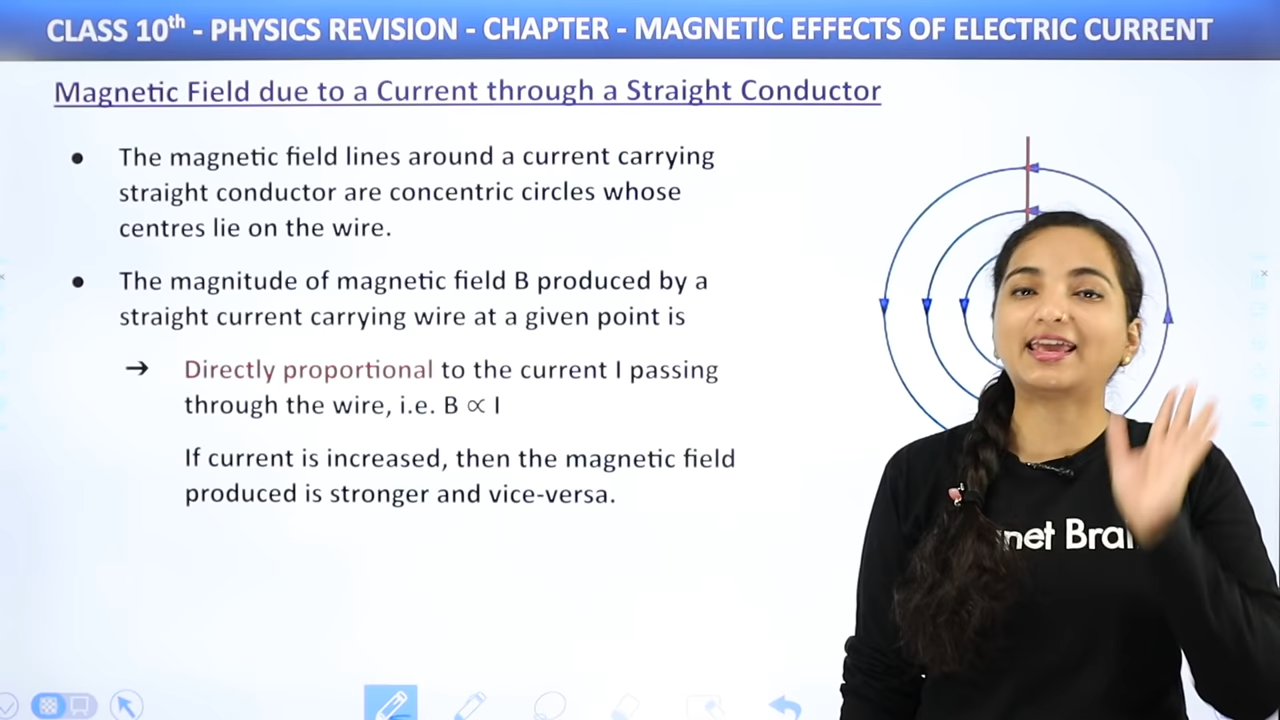 CLASS 10th - PHYSICS REVISION - CHAPTER - MAGNETIC EFFECTS OF ELECTRIC CURRENT
Magnetic Field due to a Current through a Straight Conductor
● The magnetic field lines around a current carrying
straight conductor are concentric circles whose
centres lie on the wire.
● The magnitude of magnetic field B produced by a
straight current carrying wire at a given point is
➔ Directly proportional to the current I passing
through the wire, i.e. B ∝ I
If current is increased, then the magnetic field
produced is stronger and vice-versa.